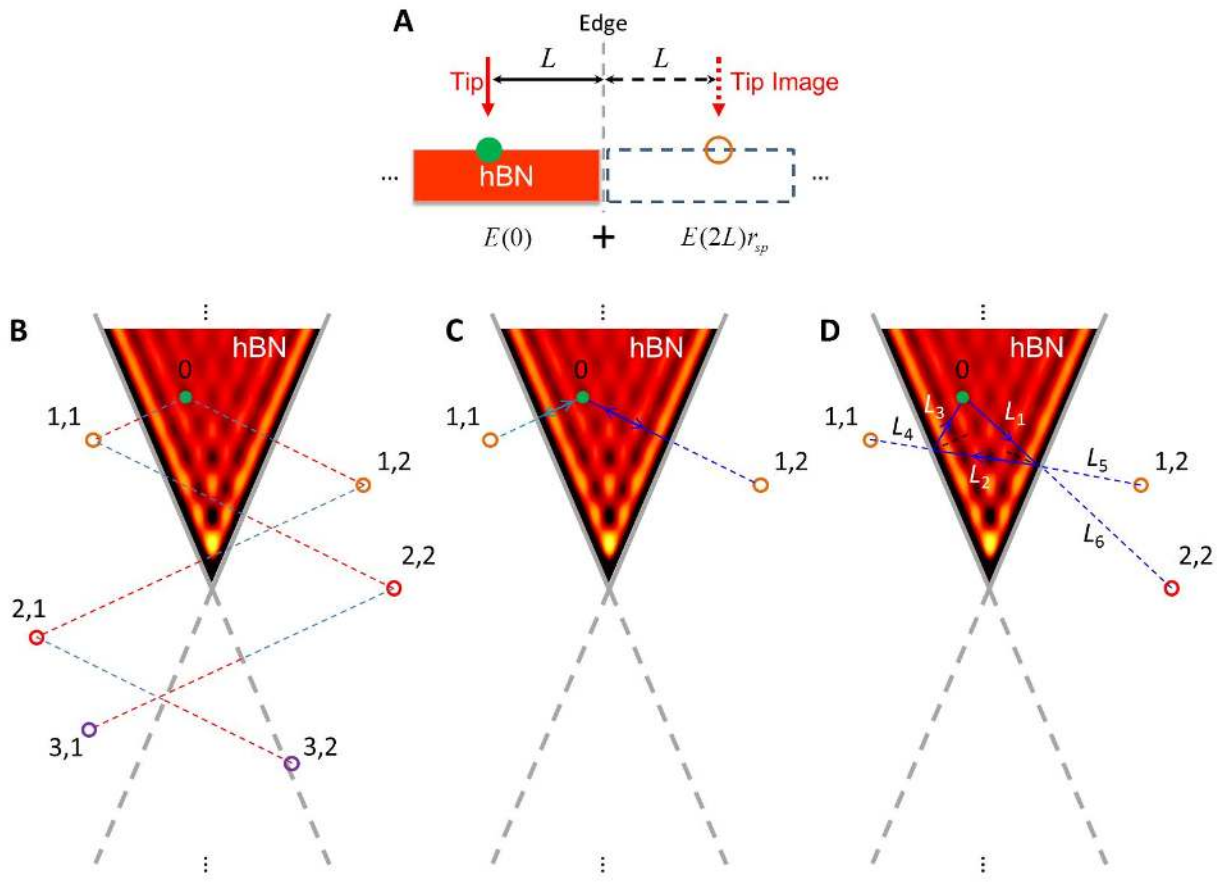 A
Edge
L L
Tip Tip Image
... hBN ...
E(0) + E(2L)r_sp
B
hBN
0
1,1
1,2
2,2
2,1
3,1
3,2
C
hBN
0
1,1
1,2
D
hBN
0
1,1
L_4 L_3 L_1
L_2 L_5
1,2
L_6
2,2